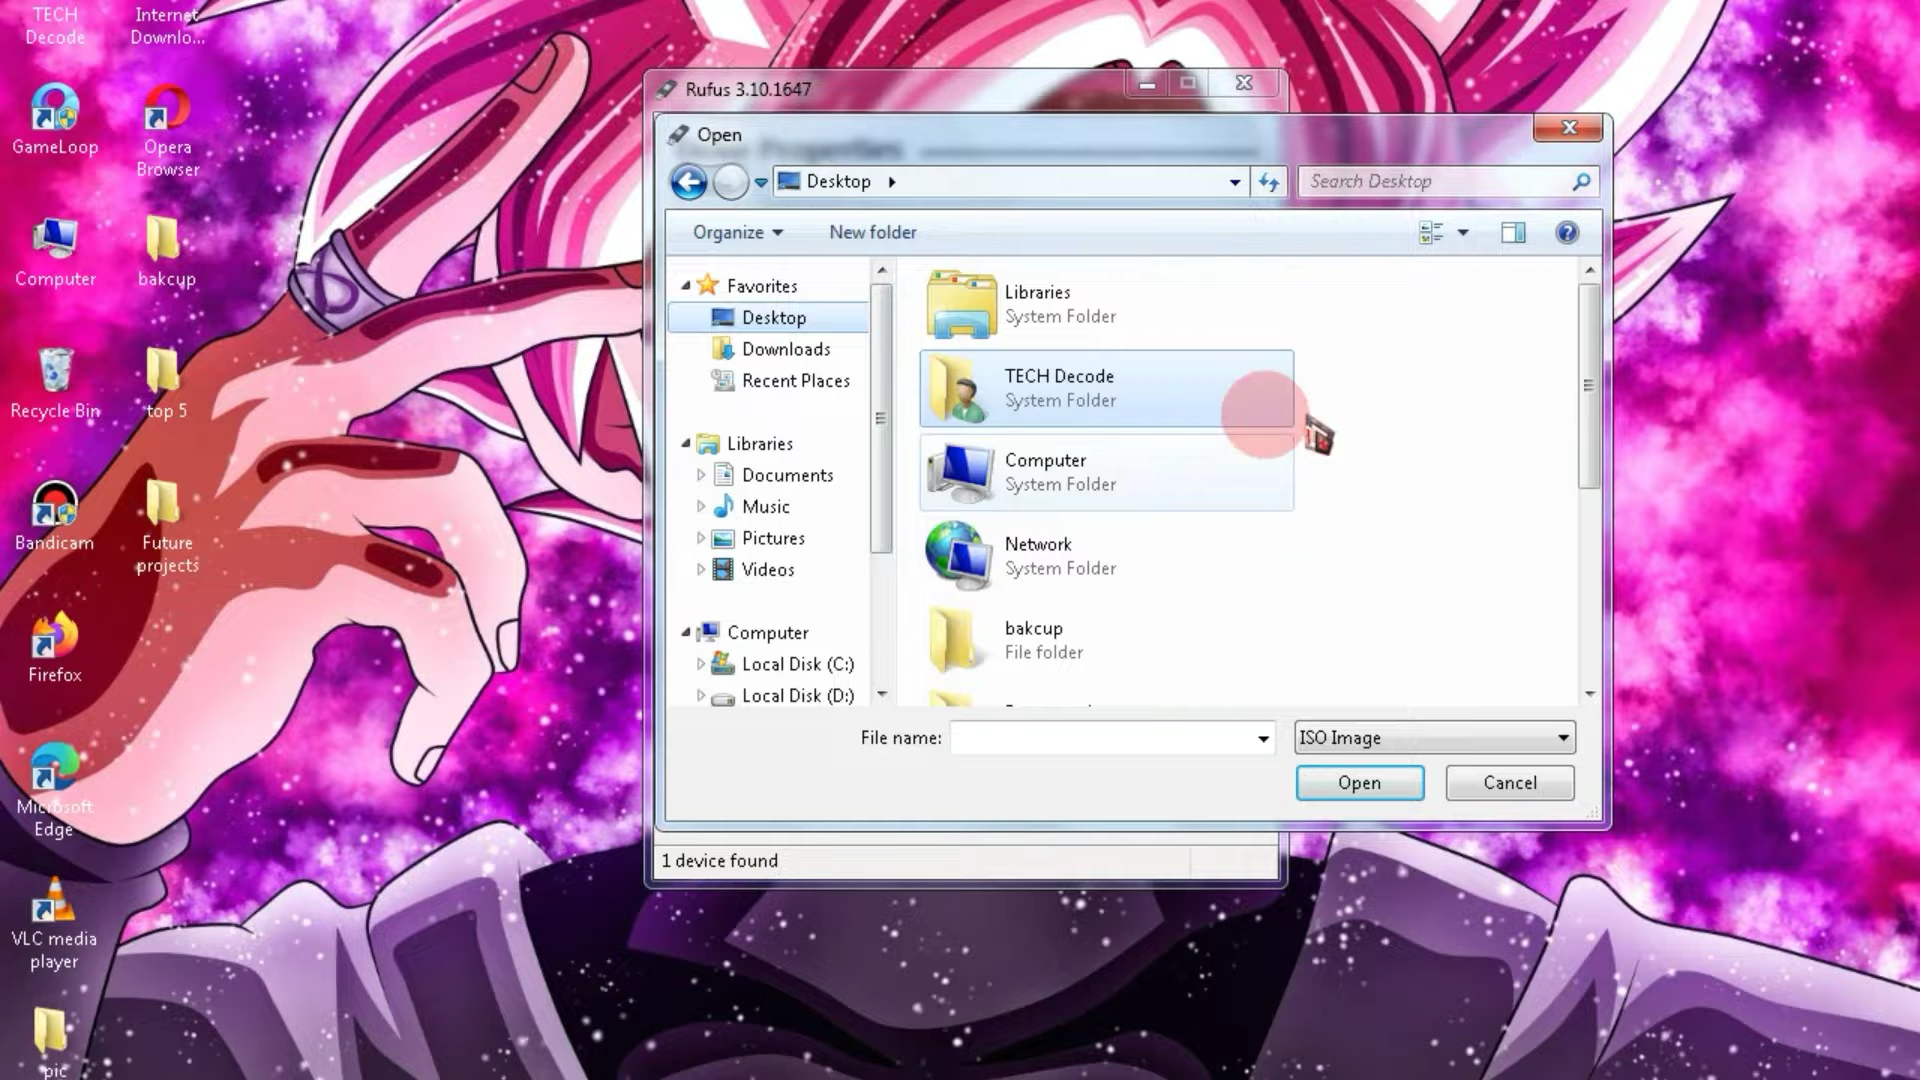 TECH
Decode
Internet
Downlo...
GameLoop
Opera
Browser
Computer
bakcup
Recycle Bin
top 5
Bandicam
Future
projects
Firefox
Microsoft
Edge
VLC media
player
pic
Rufus 3.10.1647
Open
Desktop
Search Desktop
Organize
New folder
Favorites
Desktop
Downloads
Recent Places
Libraries
Documents
Music
Pictures
Videos
Computer
Local Disk (C:)
Local Disk (D:)
Libraries
System Folder
TECH Decode
System Folder
Computer
System Folder
Network
System Folder
bakcup
File folder
File name:
ISO Image
Open
Cancel
1 device found